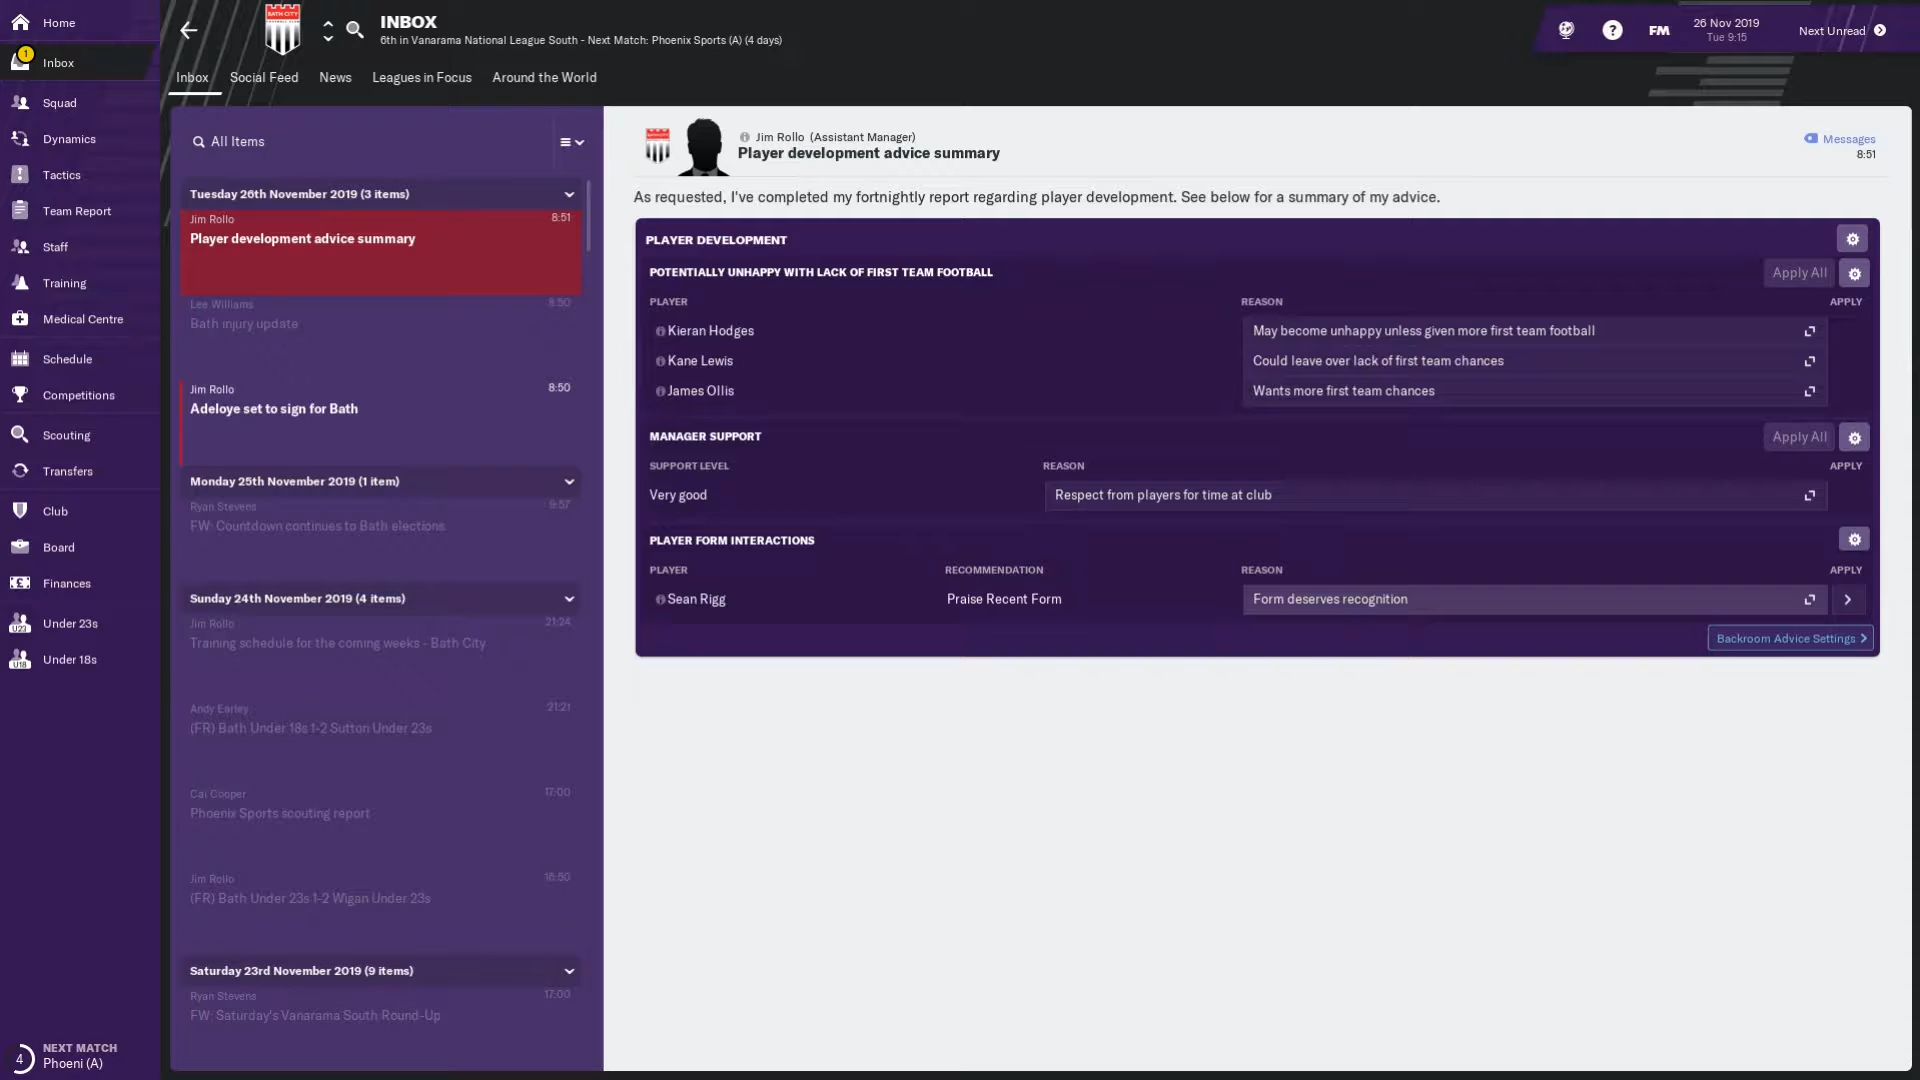 Home
1
Inbox
Squad
Dynamics
Tactics
Team Report
Staff
Training
Medical Centre
Schedule
Competitions
Scouting
Transfers
Club
Board
Finances
U23
Under 23s
U18
Under 18s
4
NEXT MATCH
Phoeni (A)
BATH CITY
INBOX
6th in Vanarama National League South - Next Match: Phoenix Sports (A) (4 days)
?
FM
26 Nov 2019
Tue 9:15
Next Unread
Inbox
Social Feed
News
Leagues in Focus
Around the World
All Items
Tuesday 26th November 2019 (3 items)
Jim Rollo
8:51
Player development advice summary
Lee Williams
8:50
Bath injury update
Jim Rollo
8:50
Adeloye set to sign for Bath
Monday 25th November 2019 (1 item)
Ryan Stevens
9:57
FW: Countdown continues to Bath elections
Sunday 24th November 2019 (4 items)
Jim Rollo
21:24
Training schedule for the coming weeks - Bath City
Andy Earley
21:21
(FR) Bath Under 18s 1-2 Sutton Under 23s
Cai Cooper
17:00
Phoenix Sports scouting report
Jim Rollo
16:50
(FR) Bath Under 23s 1-2 Wigan Under 23s
Saturday 23rd November 2019 (9 items)
Ryan Stevens
17:00
FW: Saturday's Vanarama South Round-Up
Jim Rollo (Assistant Manager)
Player development advice summary
Messages
8:51
As requested, I've completed my fortnightly report regarding player development. See below for a summary of my advice.
PLAYER DEVELOPMENT
POTENTIALLY UNHAPPY WITH LACK OF FIRST TEAM FOOTBALL
Apply All
PLAYER
REASON
APPLY
Kieran Hodges
May become unhappy unless given more first team football
Kane Lewis
Could leave over lack of first team chances
James Ollis
Wants more first team chances
MANAGER SUPPORT
Apply All
SUPPORT LEVEL
REASON
APPLY
Very good
Respect from players for time at club
PLAYER FORM INTERACTIONS
PLAYER
RECOMMENDATION
REASON
APPLY
Sean Rigg
Praise Recent Form
Form deserves recognition
Backroom Advice Settings